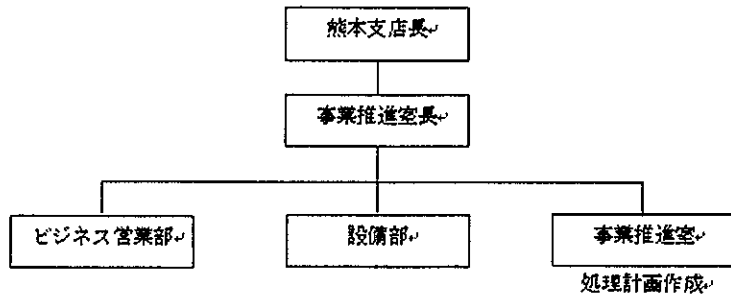 熊本支店長
事業推進室長
ビジネス営業部
設備部
事業推進室
処理計画作成